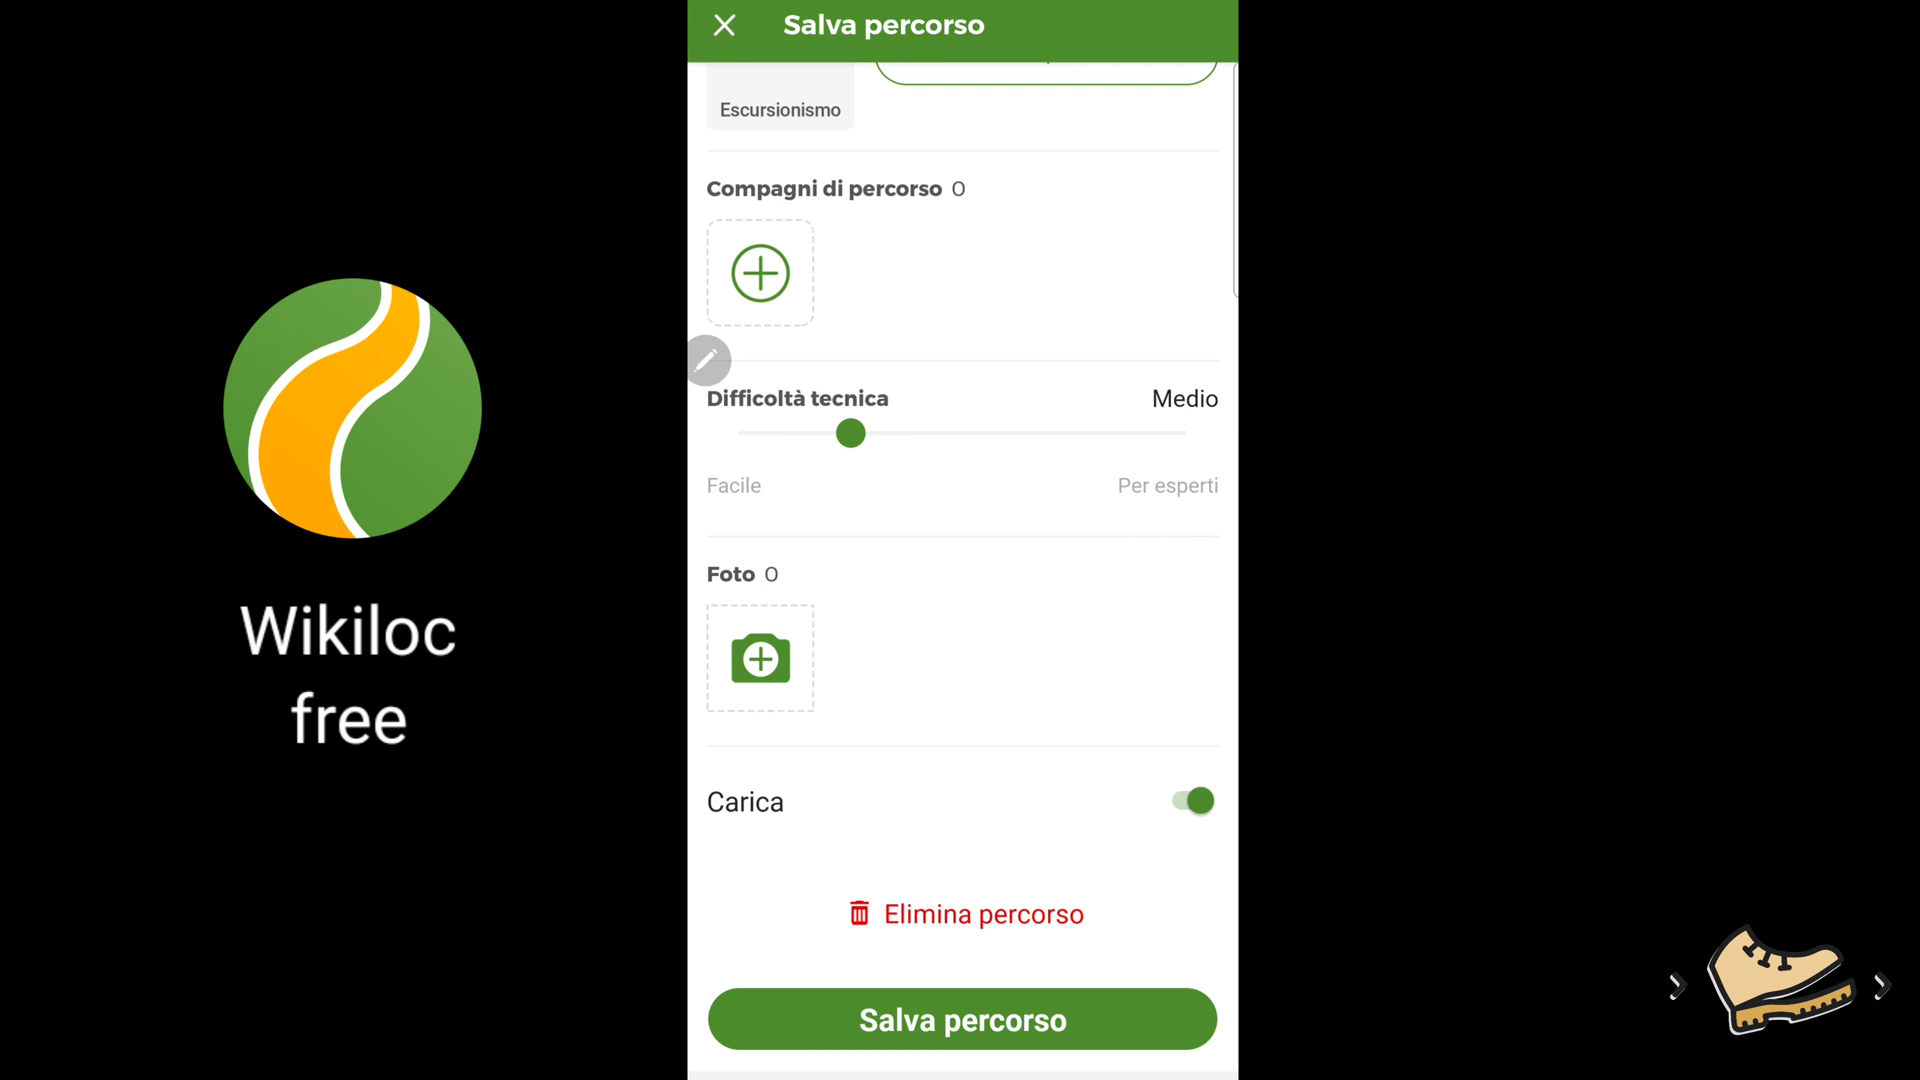 Salva percorso
Escursionismo
Compagni di percorso 0
Difficoltà tecnica Medio
Facile Per esperti
Foto 0
Carica
Elimina percorso
Salva percorso
Wikiloc
free